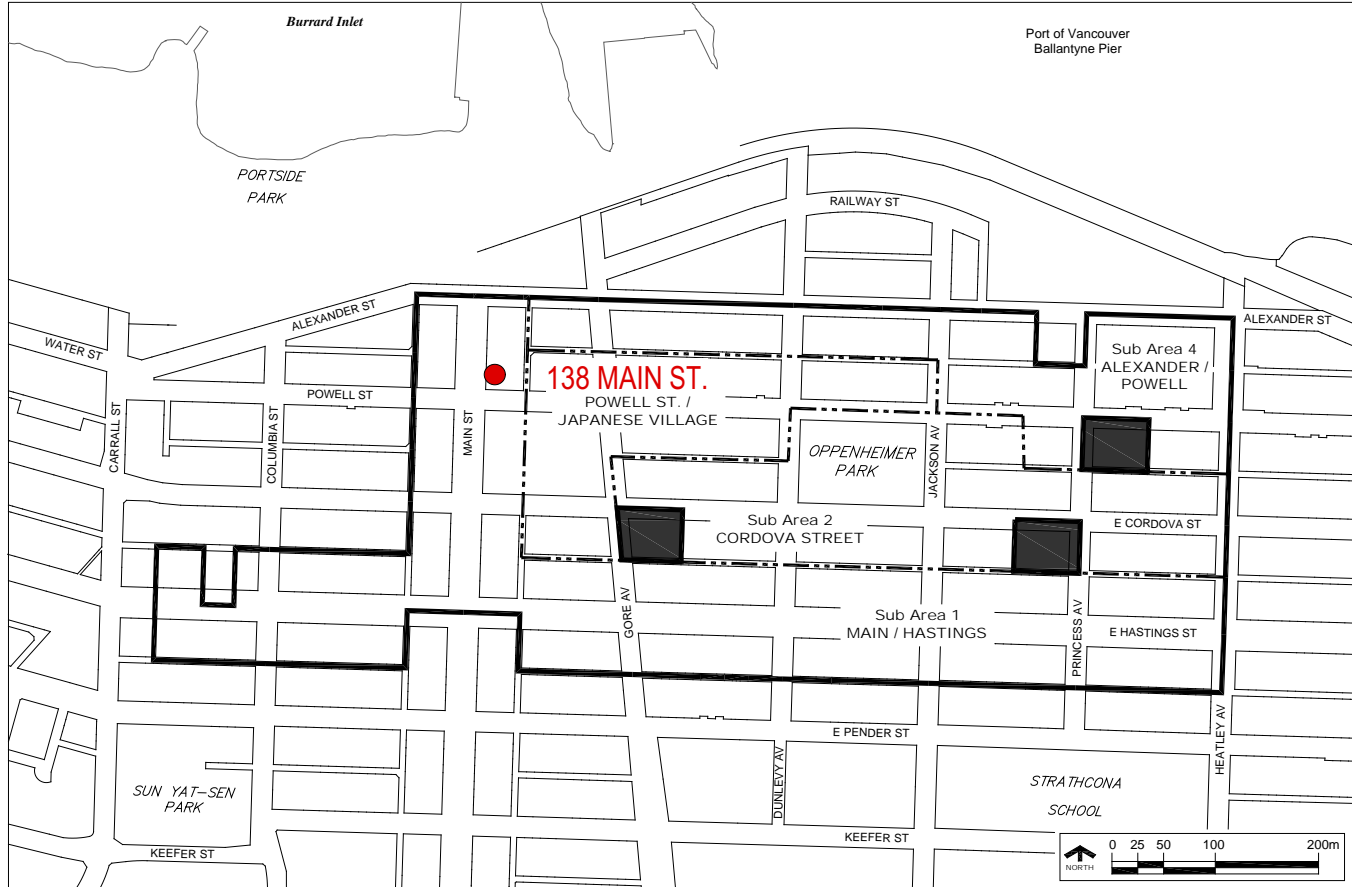 Burrard Inlet
Port of Vancouver
Ballantyne Pier
PORTSIDE
PARK
RAILWAY ST
ALEXANDER ST
ALEXANDER ST
WATER ST
Sub Area 4
ALEXANDER /
POWELL
138 MAIN ST.
POWELL ST. /
JAPANESE VILLAGE
POWELL ST
CARRALL ST
COLUMBIA ST
MAIN ST
OPPENHEIMER
PARK
JACKSON AV
Sub Area 2
CORDOVA STREET
E CORDOVA ST
GORE AV
Sub Area 1
MAIN / HASTINGS
PRINCESS AV
E HASTINGS ST
E PENDER ST
DUNLEVY AV
HEATLEY AV
SUN YAT-SEN
PARK
STRATHCONA
SCHOOL
KEEFER ST
KEEFER ST
NORTH
0 25 50 100 200m